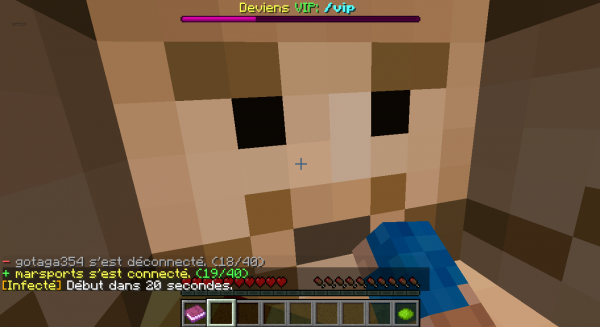 Deviens VIP: /vip
- gotaga354 s'est déconnecté. (18/40)
+ marsports s'est connecté. (19/40)
[Infecté] Début dans 20 secondes.